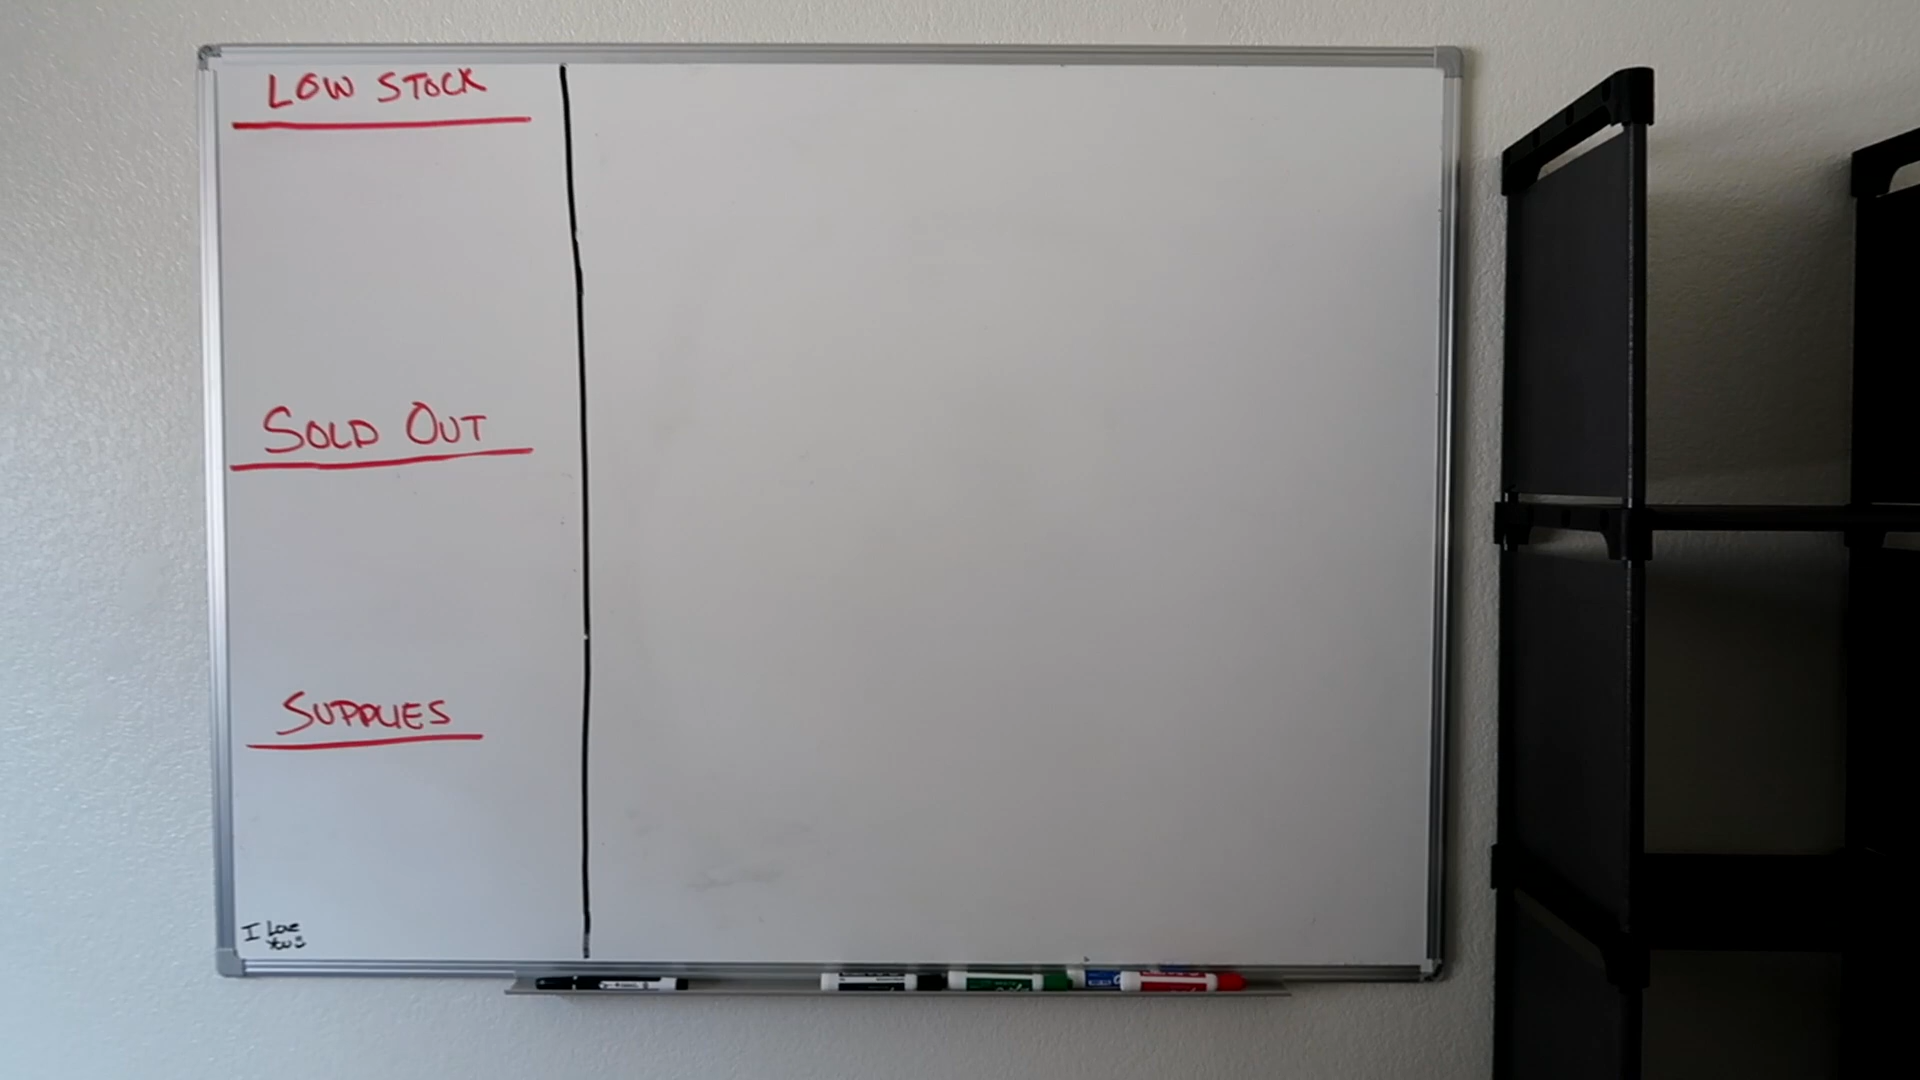 LOW STOCK
SOLD OUT
SUPPLIES
I Love
You